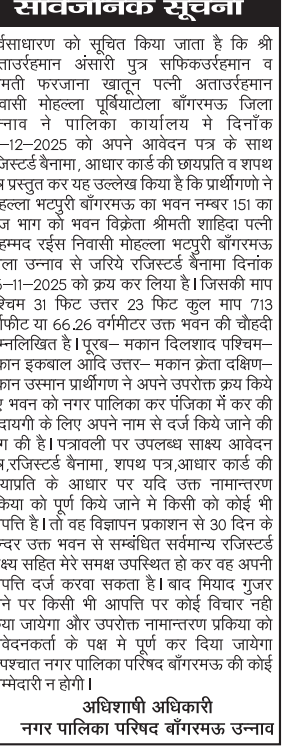 सार्वजनिक सूचना
र्वसाधारण को सूचित किया जाता है कि श्री
ताउर्रहमान अंसारी पुत्र सफिकउर्रहमान व
मती फरजाना खातून पत्नी अताउर्रहमान
वासी मोहल्ला पूर्बियाटोला बाँगरमऊ जिला
न्नाव ने पालिका कार्यालय मे दिनाँक
–12–2025 को अपने आवेदन पत्र के साथ
जिस्टर्ड बैनामा, आधार कार्ड की छायाप्रति व शपथ
प्रस्तुत कर यह उल्लेख किया है कि प्रार्थीगणो ने
हल्ला भटपुरी बाँगरमऊ का भवन नम्बर 151 का
ज भाग को भवन विक्रेता श्रीमती शाहिदा पत्नी
हम्मद रईस निवासी मोहल्ला भटपुरी बाँगरमऊ
ला उन्नाव से जरिये रजिस्टर्ड बैनामा दिनांक
–11–2025 को क्रय कर लिया है। जिसकी माप
श्चिम 31 फिट उत्तर 23 फिट कुल माप 713
फीट या 66.26 वर्गमीटर उक्त भवन की चौहदी
म्नलिखित है। पूरब– मकान दिलशाद पश्चिम–
कान इकबाल आदि उत्तर– मकान क्रेता दक्षिण–
कान उस्मान प्रार्थीगण ने अपने उपरोक्त क्रय किये
भवन को नगर पालिका कर पंजिका में कर की
दायगी के लिए अपने नाम से दर्ज किये जाने की
ग की है। पत्रावली पर उपलब्ध साक्ष्य आवेदन
,रजिस्टर्ड बैनामा, शपथ पत्र,आधार कार्ड की
याप्रति के आधार पर यदि उक्त नामान्तरण
किया को पूर्ण किये जाने मे किसी को कोई भी
पत्ति है। तो वह विज्ञापन प्रकाशन से 30 दिन के
न्दर उक्त भवन से सम्बंधित सर्वमान्य रजिस्टर्ड
क्ष्य सहित मेरे समक्ष उपस्थित हो कर वह अपनी
पत्ति दर्ज करवा सकता है। बाद मियाद गुजर
ने पर किसी भी आपत्ति पर कोई विचार नही
या जायेगा और उपरोक्त नामान्तरण प्रकिया को
वेदनकर्ता के पक्ष मे पूर्ण कर दिया जायेगा
पश्चात नगर पालिका परिषद बाँगरमऊ की कोई
म्मेदारी न होगी।
अधिशाषी अधिकारी
नगर पालिका परिषद बाँगरमऊ उन्नाव